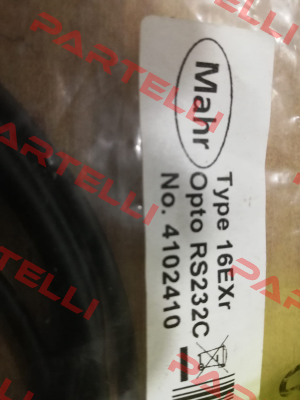 Mahr
Type 16EXr
Opto RS232C
No. 4102410
PARTELLI
PARTELLI
PARTELLI
PARTELLI